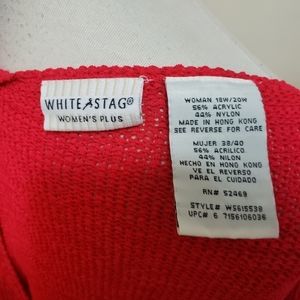 WHITE STAG®
WOMEN'S PLUS
WOMAN 18W/20W
56% ACRYLIC
44% NYLON
MADE IN HONG KONG
SEE REVERSE FOR CARE
MUJER 38/40
56% ACRILICO
44% NILON
HECHO EN HONG KONG
VE EL REVERSO
PARA EL CUIDADO
RN# 52469
STYLE# WS615538
UPC# 6 7156106036